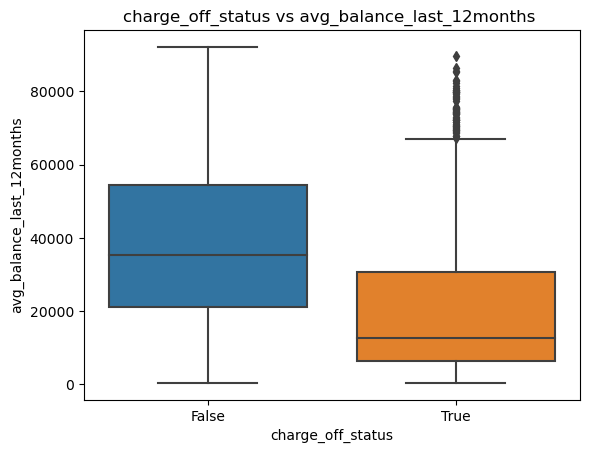 charge_off_status vs avg_balance_last_12months
avg_balance_last_12months
80000
60000
40000
20000
0
False
True
charge_off_status